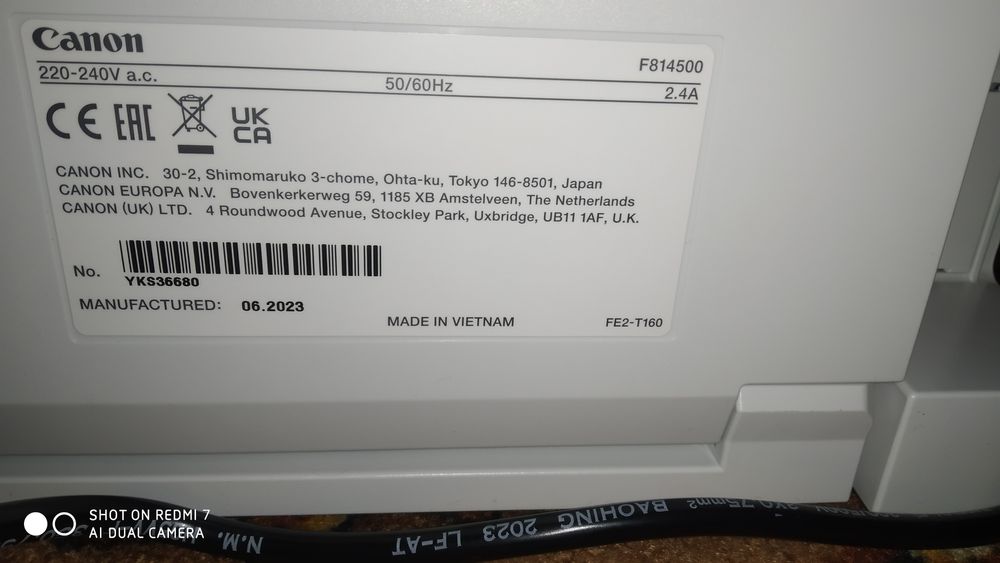 Canon
F814500
220-240V a.c.
50/60Hz
2.4A
CE EAC UK CA
CANON INC. 30-2, Shimomaruko 3-chome, Ohta-ku, Tokyo 146-8501, Japan
CANON EUROPA N.V. Bovenkerkerweg 59, 1185 XB Amstelveen, The Netherlands
CANON (UK) LTD. 4 Roundwood Avenue, Stockley Park, Uxbridge, UB11 1AF, U.K.
No.
YKS36680
MANUFACTURED: 06.2023
MADE IN VIETNAM
FE2-T160
BAOHING 2023 LF-AT N.M.
SHOT ON REDMI 7
AI DUAL CAMERA